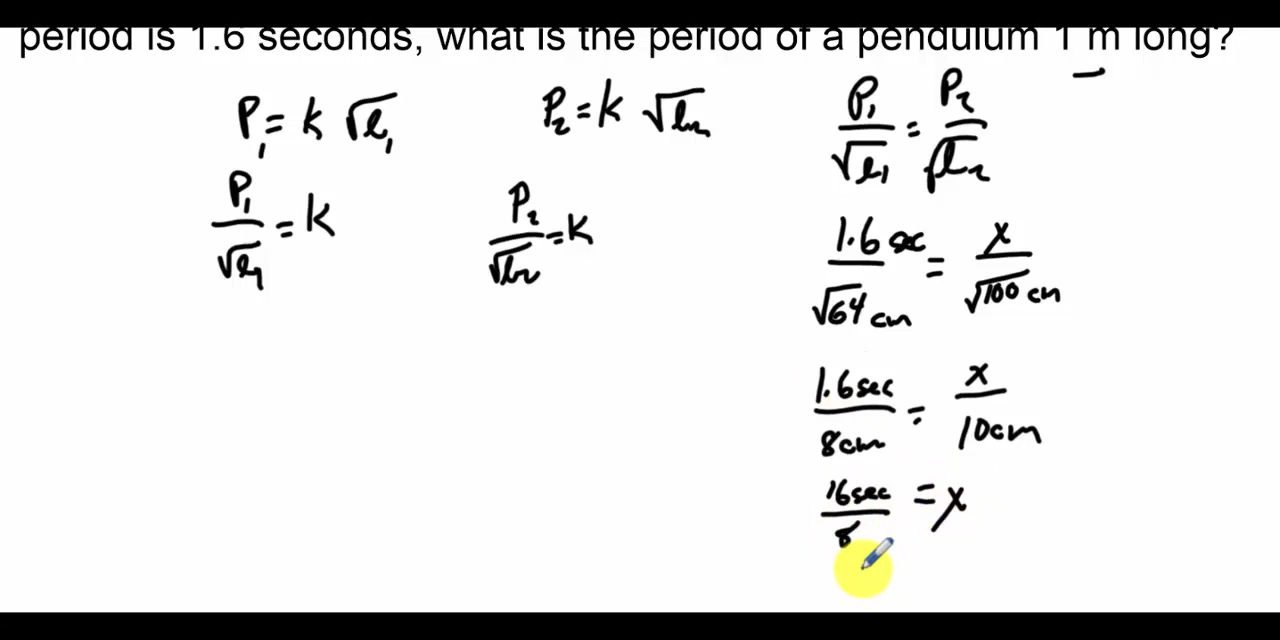 period is 1.6 seconds, what is the period of a pendulum 1 m long?
P₁ = k √l₁
P₁/√l₁ = k
P₂ = k √l₂
P₂/√l₂ = k
P₁/√l₁ = P₂/√l₂
1.6 sec/√64 cm = x/√100 cm
1.6 sec/8 cm = x/10 cm
16 sec/8 = x